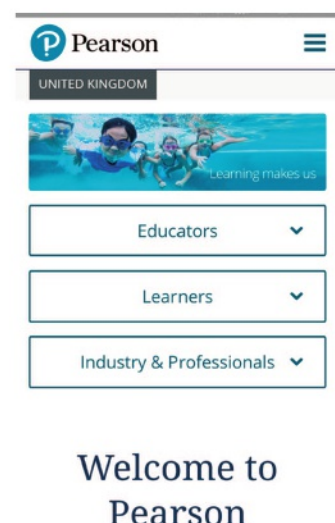 Pearson
UNITED KINGDOM
Learning makes us
Educators
Learners
Industry & Professionals
Welcome to
Pearson